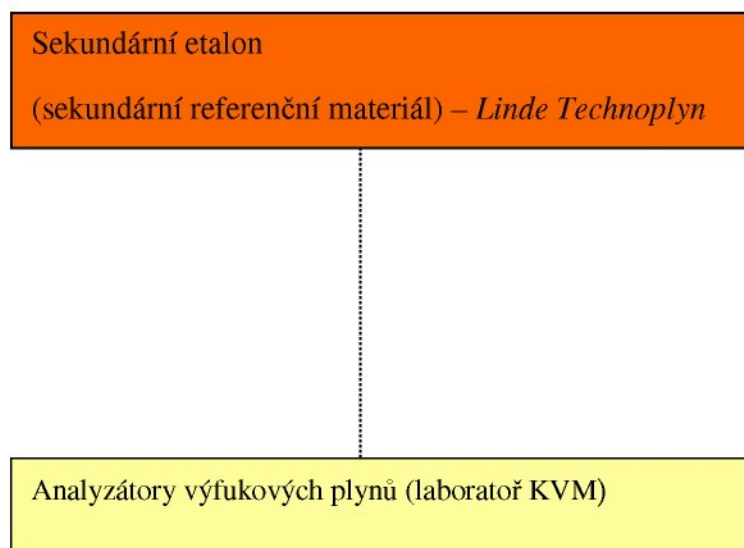 Sekundární etalon
(sekundární referenční materiál) – Linde Technoplyn
Analyzátory výfukových plynů (laboratoř KVM)